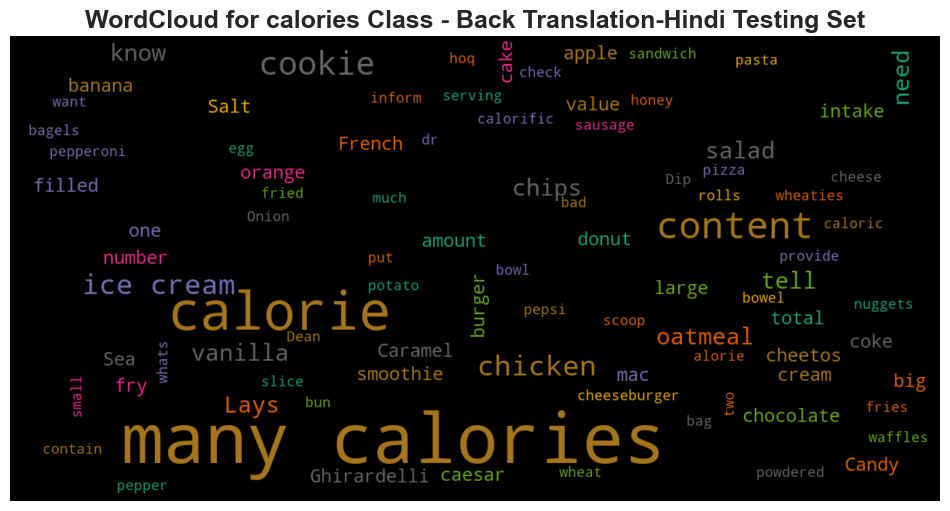 WordCloud for calories Class - Back Translation-Hindi Testing Set
know
cookie
hoq
cake
apple
sandwich
pasta
need
check
banana
want
Salt
inform
serving
value
honey
intake
calorific
sausage
bagels
pepperoni
egg
French
dr
salad
orange
filled
fried
much
chips
bad
Dip
pizza
cheese
rolls
wheaties
Onion
one
amount
donut
content
caloric
number
put
bowl
provide
ice cream
potato
burger
large
tell
bowel
nuggets
calorie
pepsi
scoop
total
Dean
Sea
whats
vanilla
Caramel
oatmeal
coke
alorie
cheetos
smoothie
chicken
mac
cream
small
fry
slice
big
Lays
bun
cheeseburger
two
bag
chocolate
fries
many calories
waffles
contain
Ghirardelli
caesar
wheat
powdered
Candy
pepper